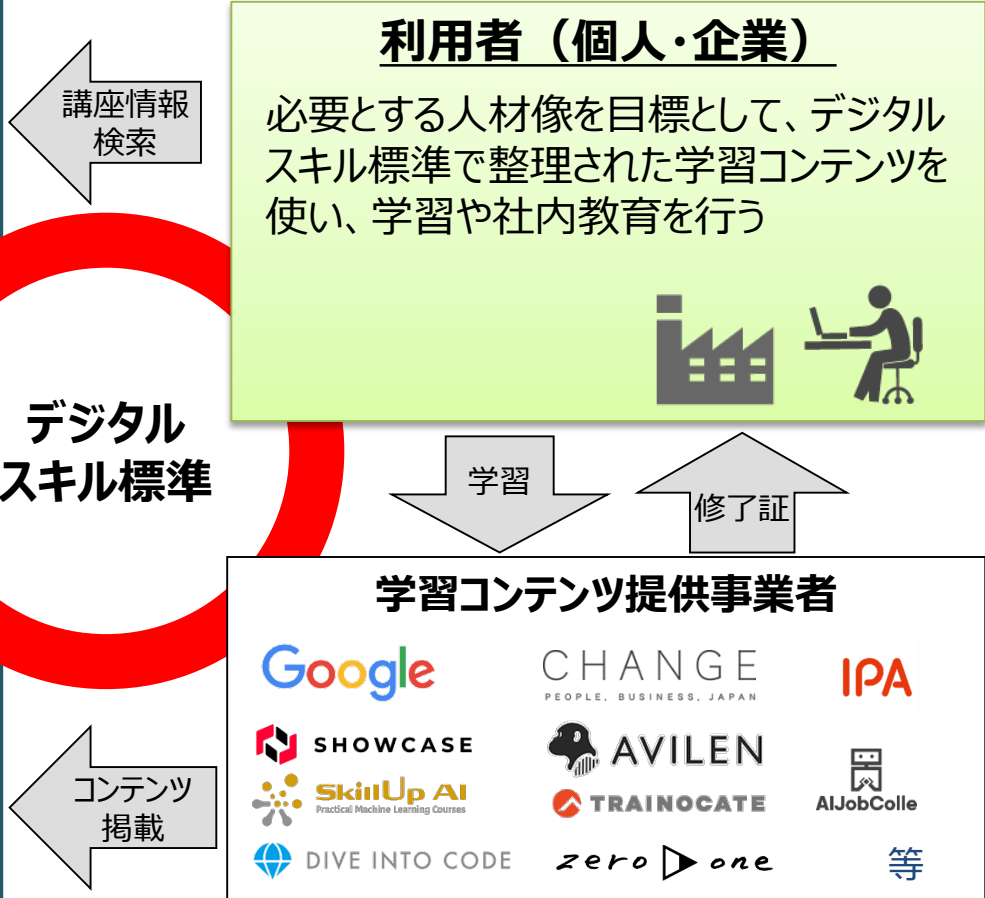 利用者（個人・企業）
必要とする人材像を目標として、デジタル
スキル標準で整理された学習コンテンツを
使い、学習や社内教育を行う
講座情報
検索
デジタル
スキル標準
学習
修了証
学習コンテンツ提供事業者
Google
CHANGE
PEOPLE, BUSINESS, JAPAN
IPA
SHOWCASE
AVILEN
SkillUp AI
Practical Machine Learning Courses
TRAINOCATE
AIJobColle
DIVE INTO CODE
zero one
等
コンテンツ
掲載